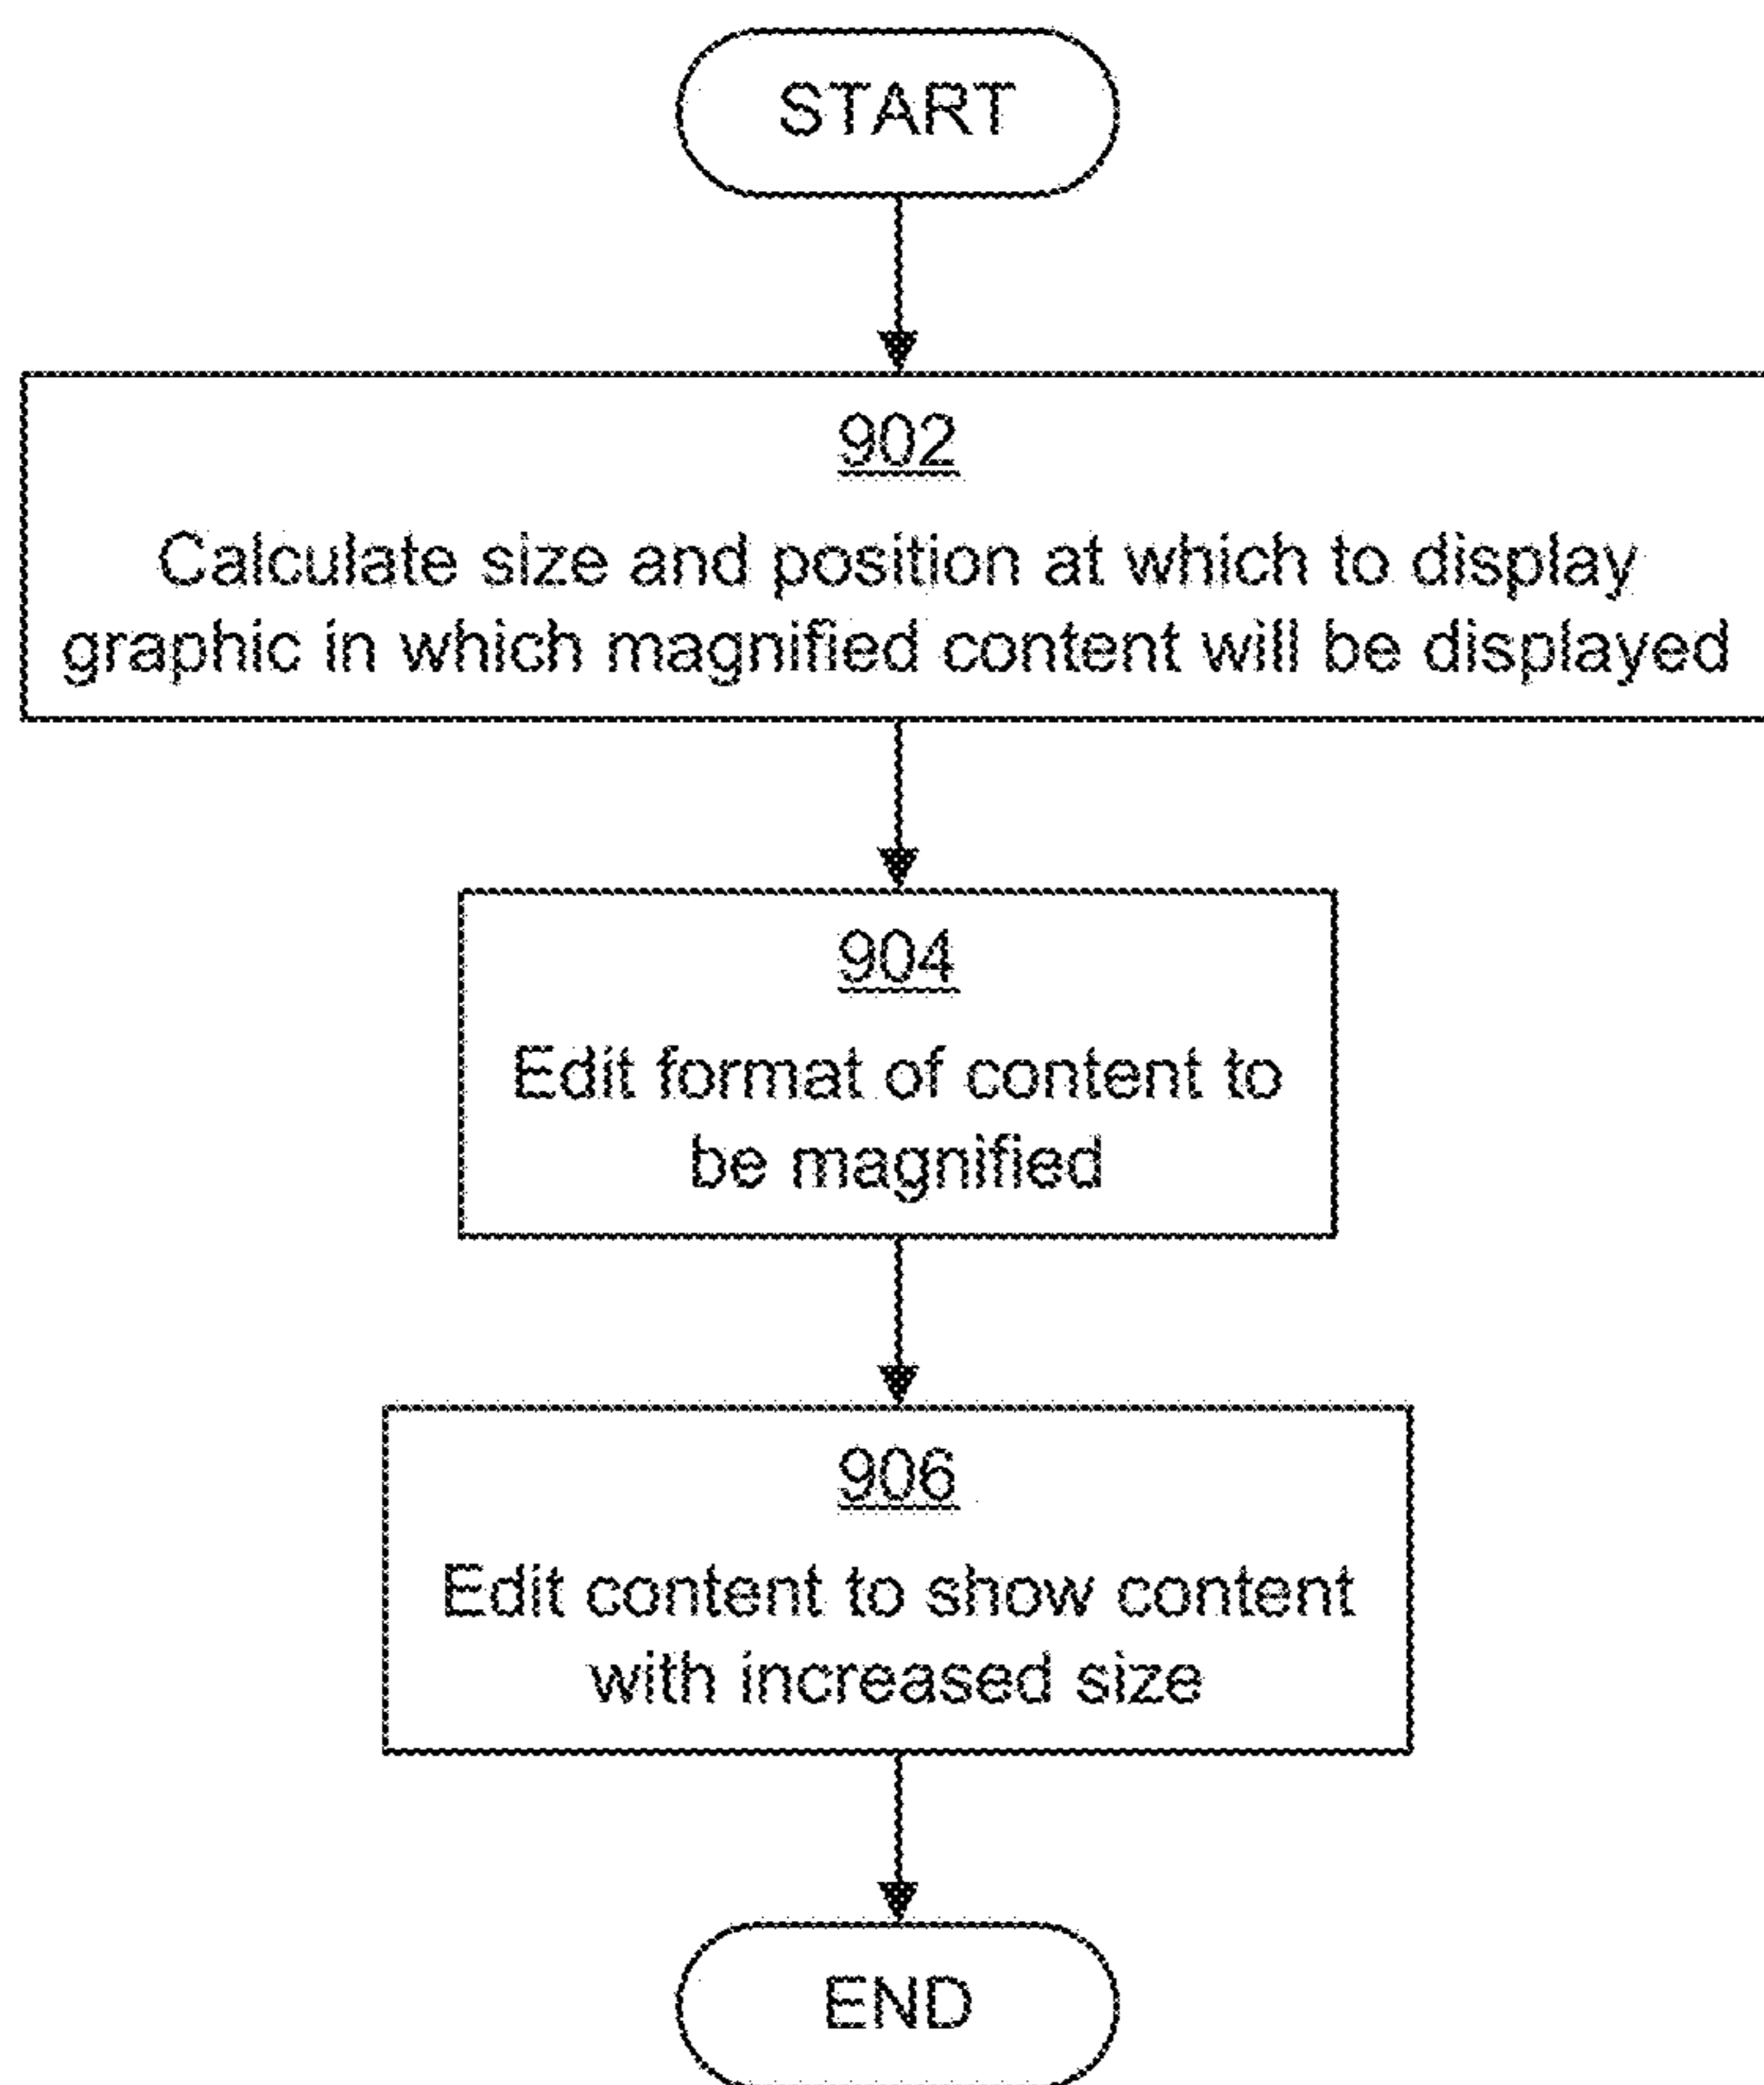 START
902
Calculate size and position at which to display
graphic in which magnified content will be displayed
904
Edit format of content to
be magnified
906
Edit content to show content
with increased size
END